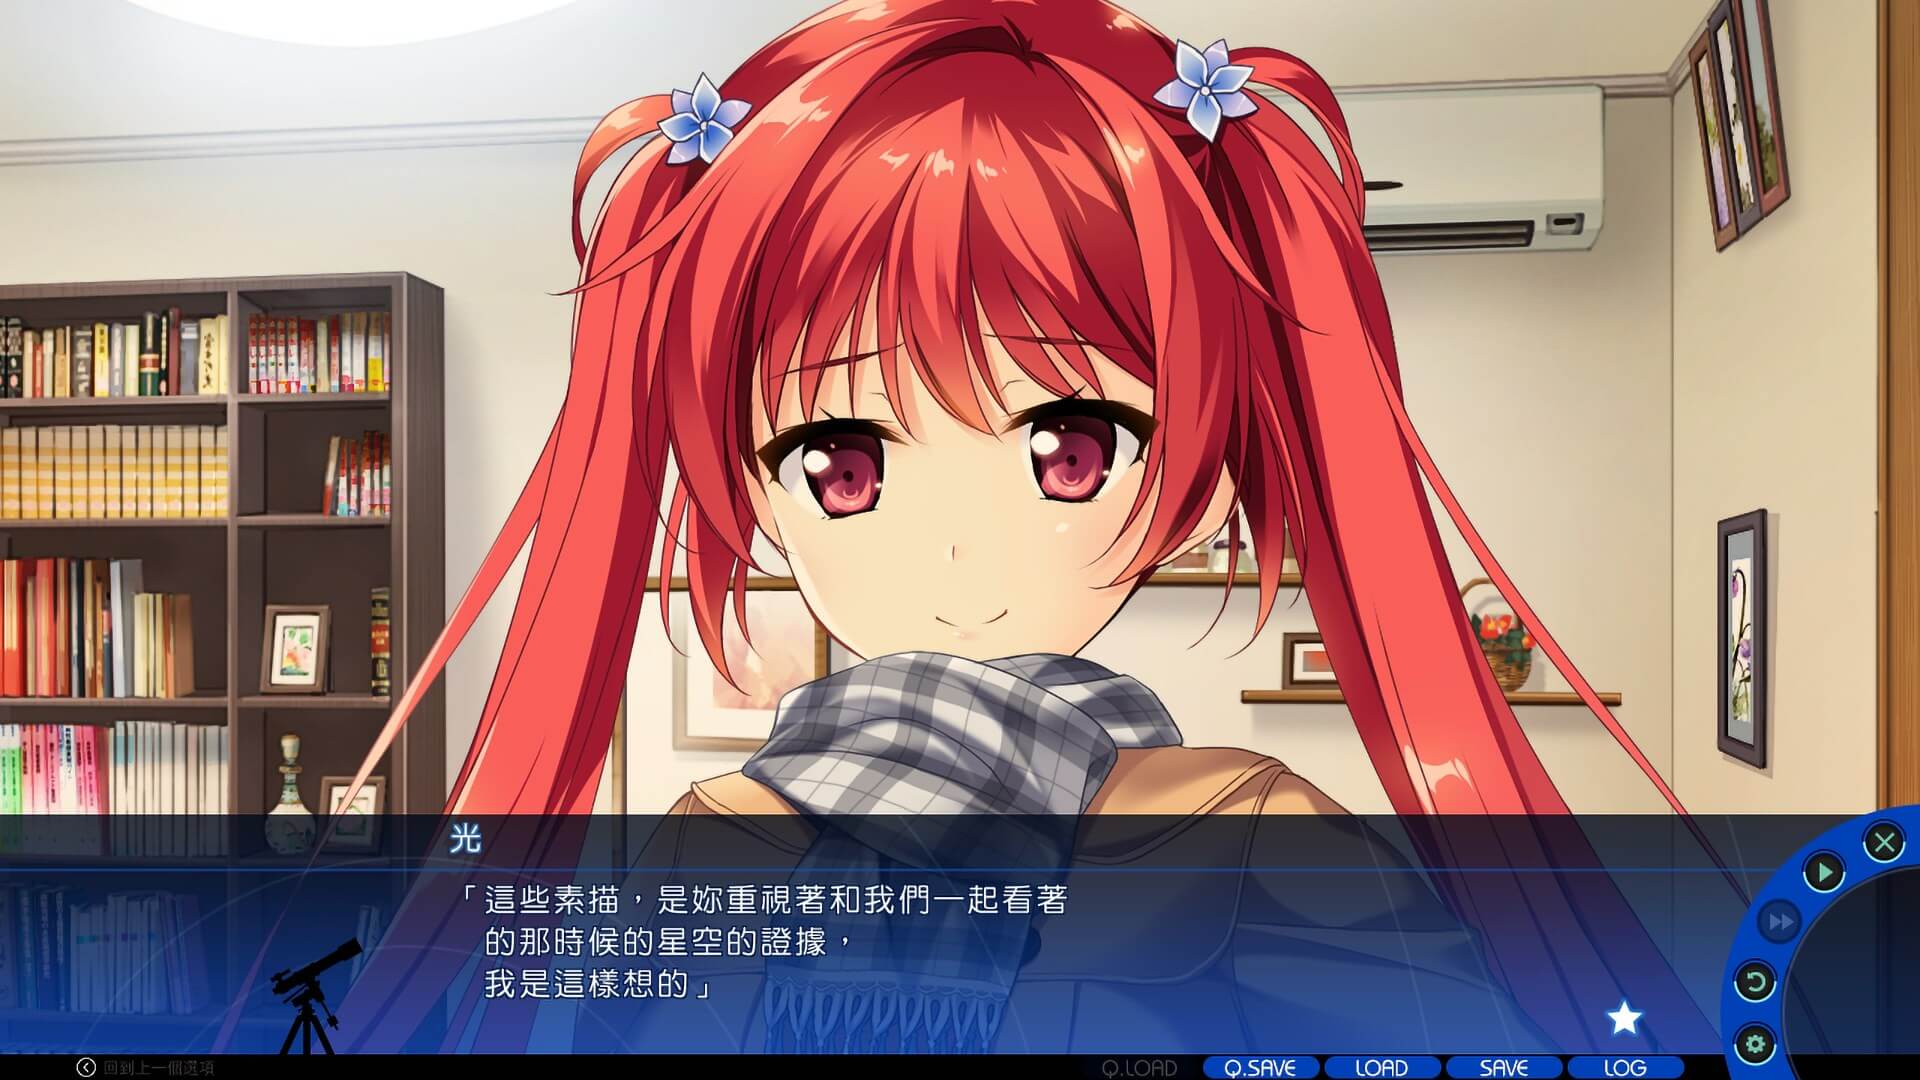 光
「這些素描，是妳重視著和我們一起看著
的那時候的星空的證據，
我是這樣想的」
回到上一個選項
Q.LOAD
Q.SAVE
LOAD
SAVE
LOG